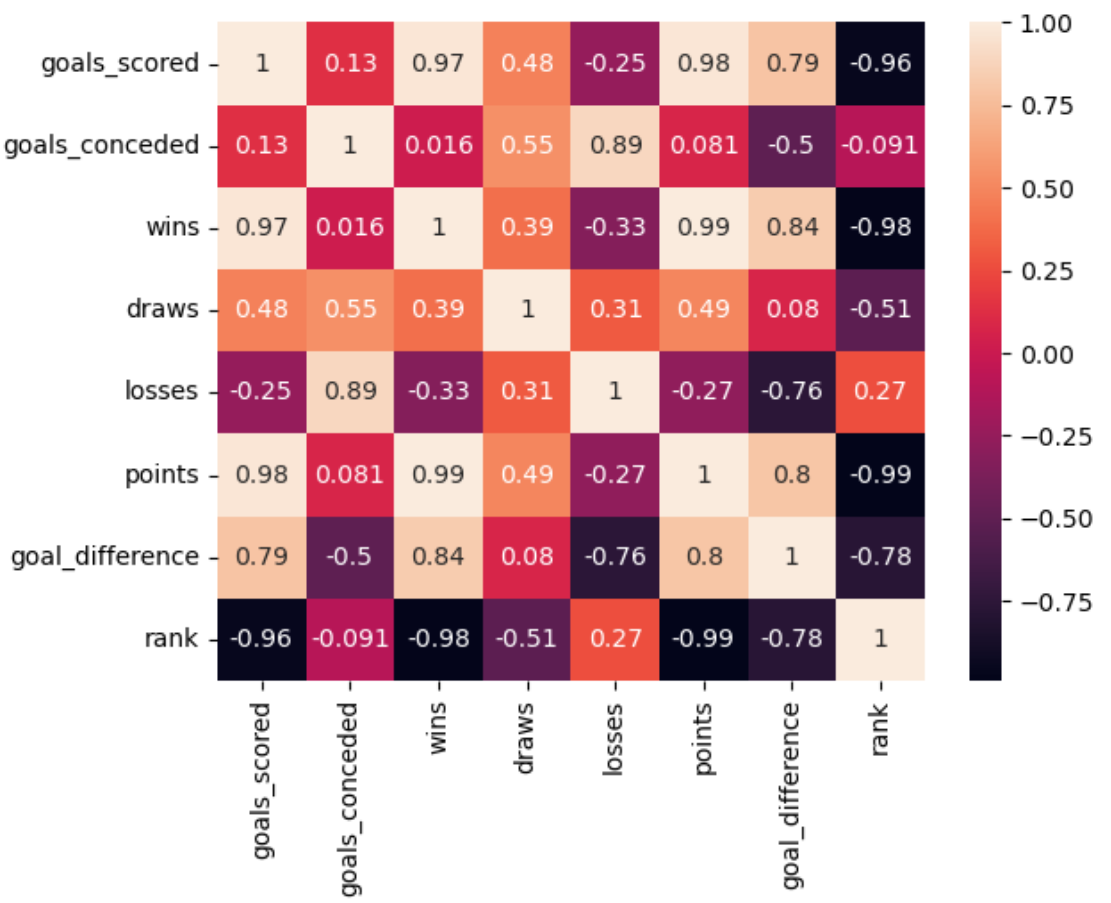 goals_scored 1 0.13 0.97 0.48 -0.25 0.98 0.79 -0.96
goals_conceded 0.13 1 0.016 0.55 0.89 0.081 -0.5 -0.091
wins 0.97 0.016 1 0.39 -0.33 0.99 0.84 -0.98
draws 0.48 0.55 0.39 1 0.31 0.49 0.08 -0.51
losses -0.25 0.89 -0.33 0.31 1 -0.27 -0.76 0.27
points 0.98 0.081 0.99 0.49 -0.27 1 0.8 -0.99
goal_difference 0.79 -0.5 0.84 0.08 -0.76 0.8 1 -0.78
rank -0.96 -0.091 -0.98 -0.51 0.27 -0.99 -0.78 1
goals_scored
goals_conceded
wins
draws
losses
points
goal_difference
rank
1.00
0.75
0.50
0.25
0.00
−0.25
−0.50
−0.75